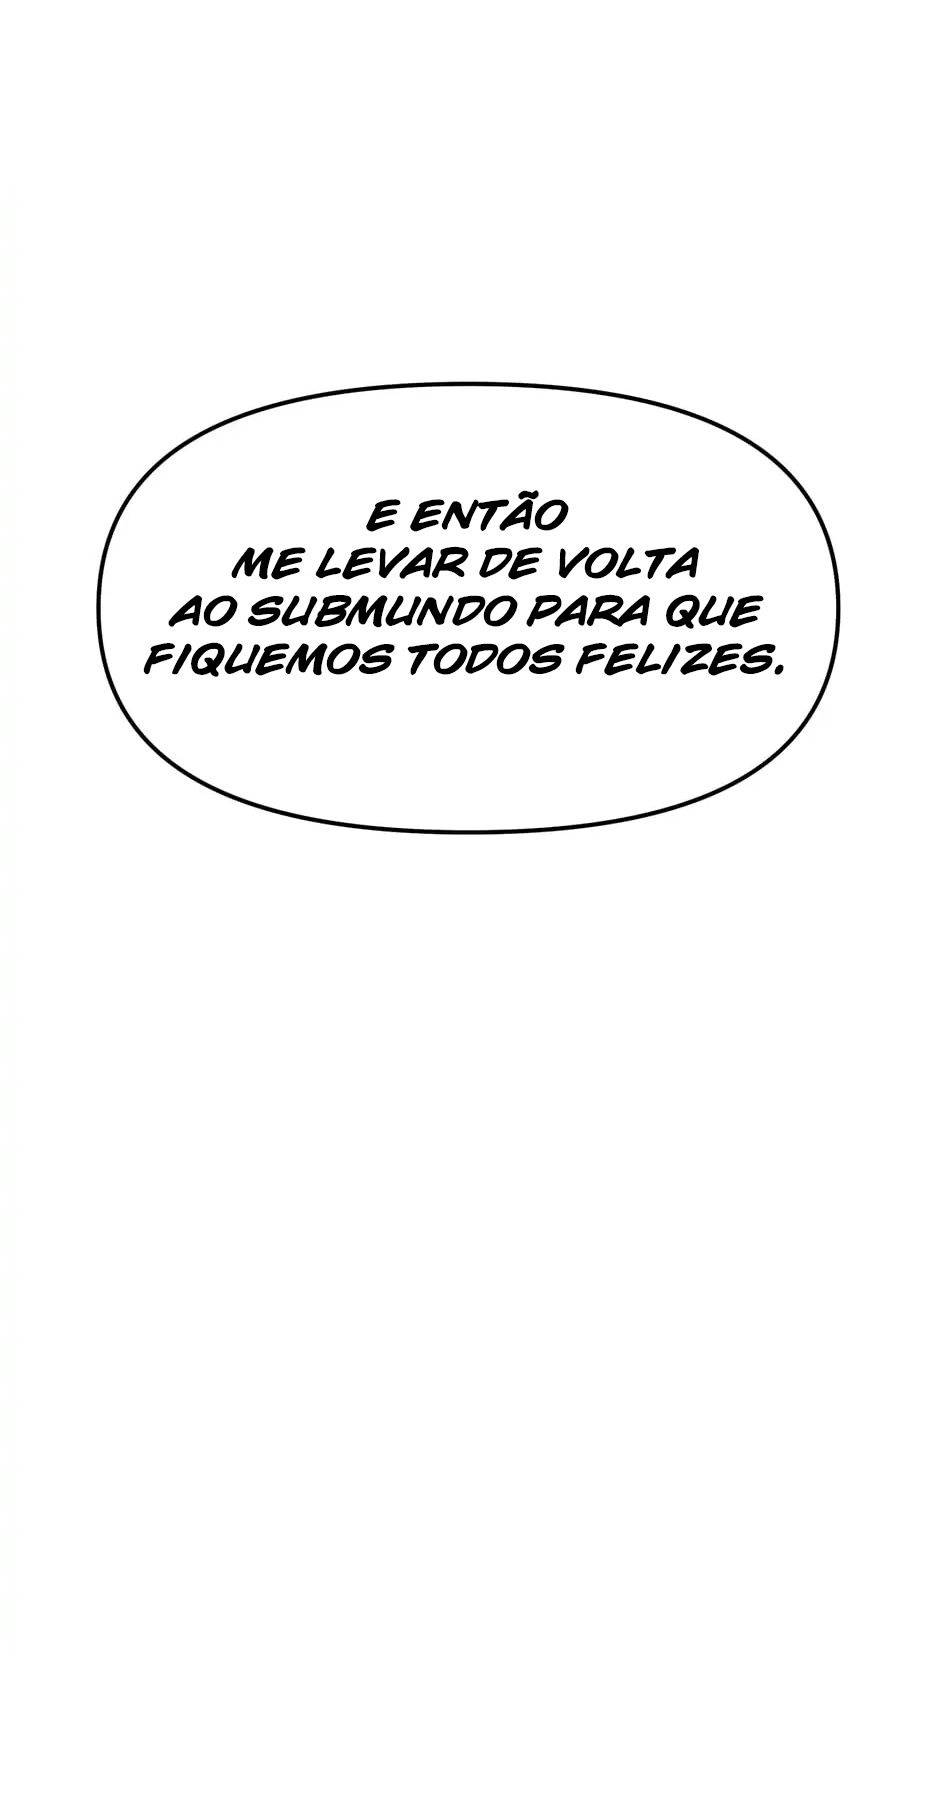 E ENTÃO
ME LEVAR DE VOLTA
AO SUBMUNDO PARA QUE
FIQUEMOS TODOS FELIZES.